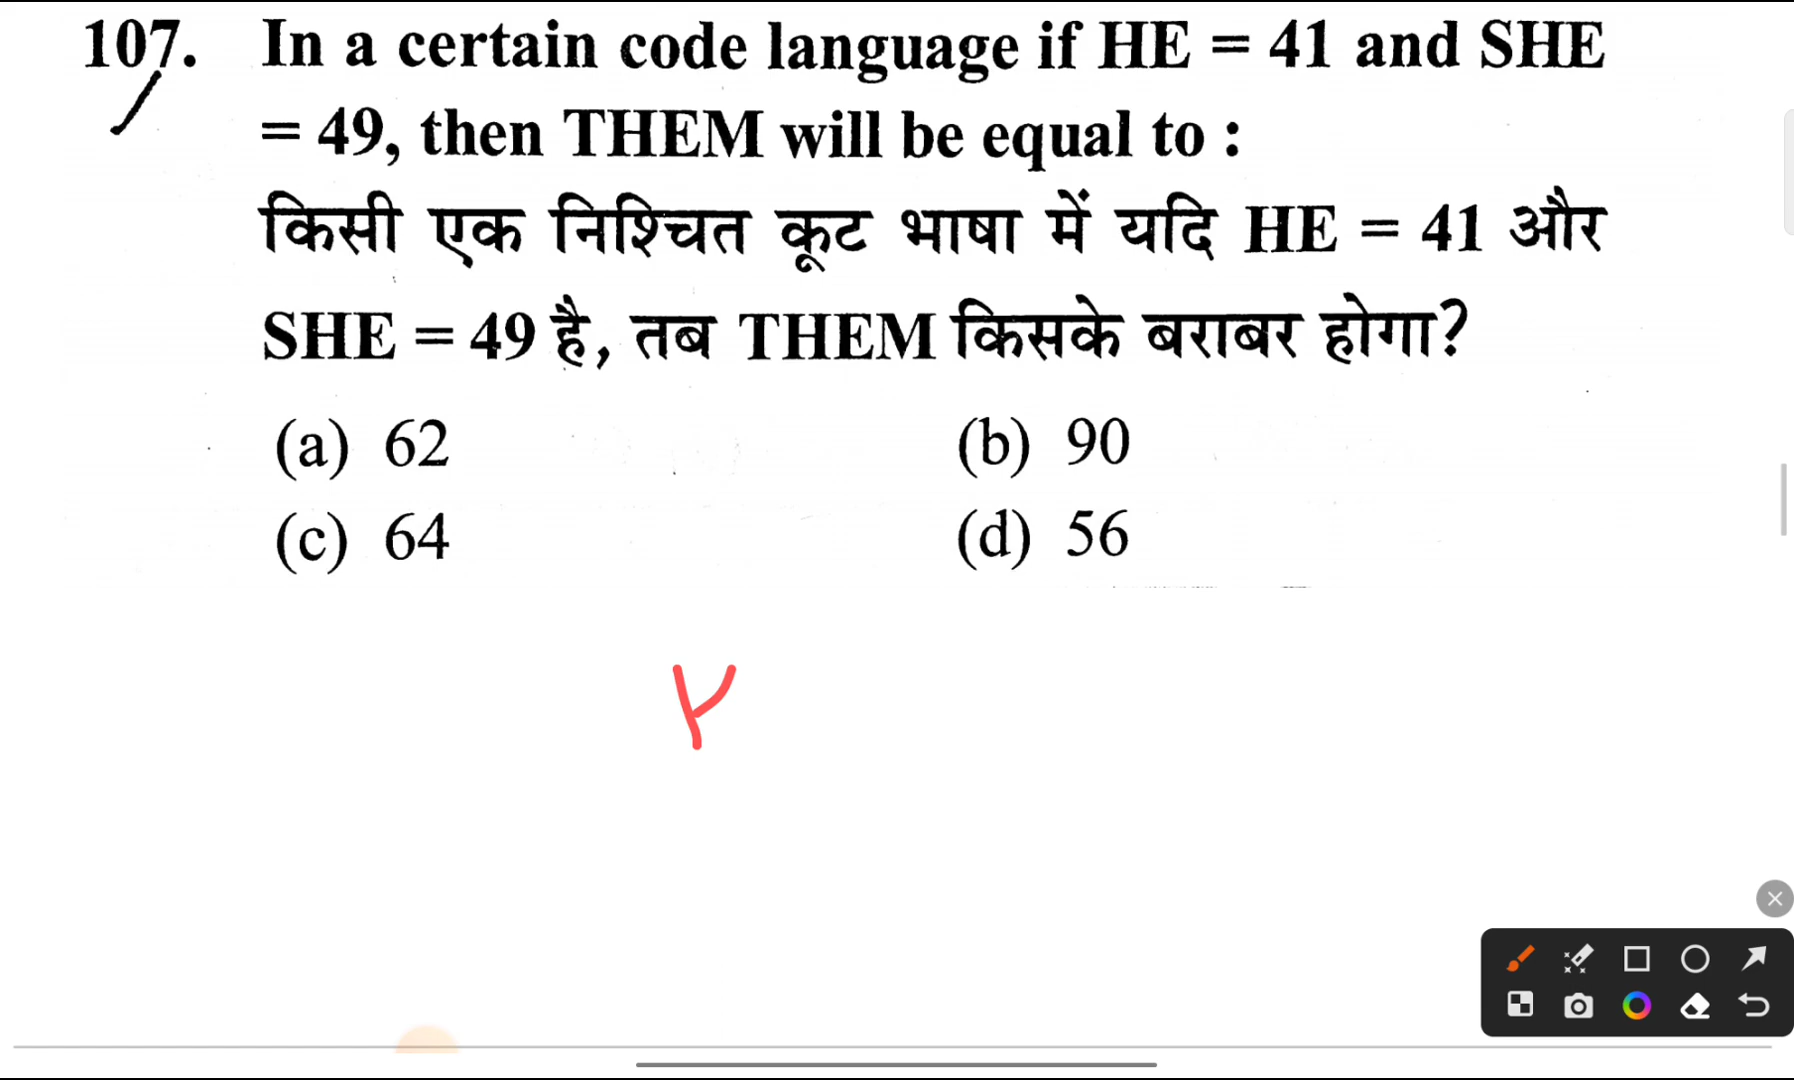 107. In a certain code language if HE = 41 and SHE
= 49, then THEM will be equal to :
किसी एक निश्चित कूट भाषा में यदि HE = 41 और
SHE = 49 है, तब THEM किसके बराबर होगा?
(a) 62 (b) 90
(c) 64 (d) 56